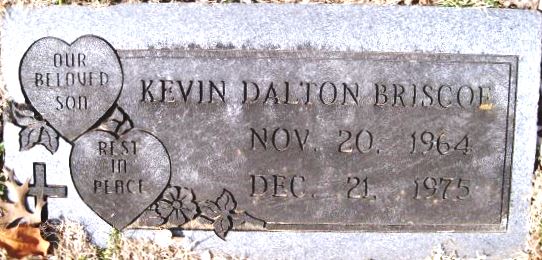 OUR
BELOVED
SON
REST
IN
PEACE
KEVIN DALTON BRISCOE
NOV. 20. 1964
DEC. 21. 1975